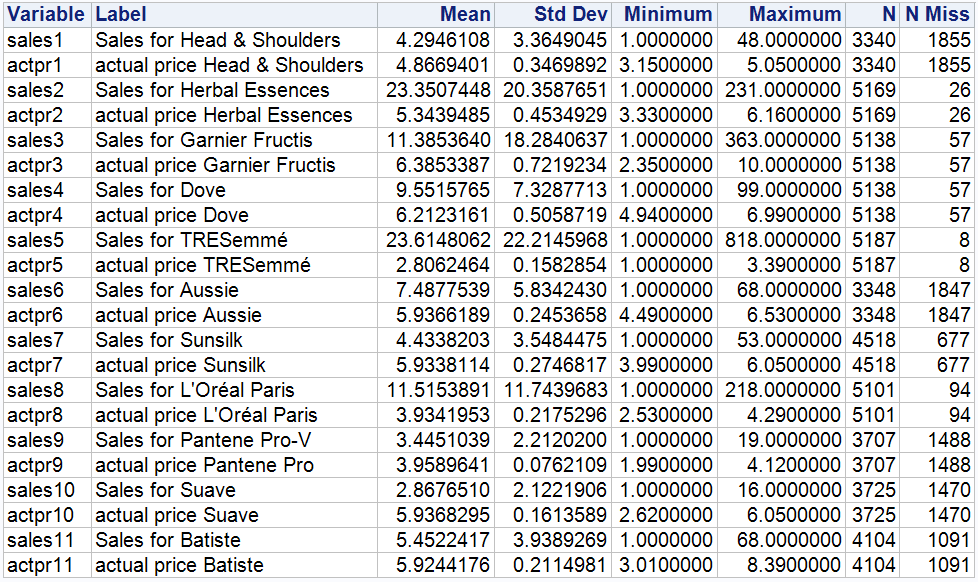 Variable Label Mean Std Dev Minimum Maximum N N Miss
sales1 Sales for Head & Shoulders 4.2946108 3.3649045 1.0000000 48.0000000 3340 1855
actpr1 actual price Head & Shoulders 4.8669401 0.3469892 3.1500000 5.0500000 3340 1855
sales2 Sales for Herbal Essences 23.3507448 20.3587651 1.0000000 231.0000000 5169 26
actpr2 actual price Herbal Essences 5.3439485 0.4534929 3.3300000 6.1600000 5169 26
sales3 Sales for Garnier Fructis 11.3853640 18.2840637 1.0000000 363.0000000 5138 57
actpr3 actual price Garnier Fructis 6.3853387 0.7219234 2.3500000 10.0000000 5138 57
sales4 Sales for Dove 9.5515765 7.3287713 1.0000000 99.0000000 5138 57
actpr4 actual price Dove 6.2123161 0.5058719 4.9400000 6.9900000 5138 57
sales5 Sales for TRESemmé 23.6148062 22.2145968 1.0000000 818.0000000 5187 8
actpr5 actual price TRESemmé 2.8062464 0.1582854 1.0000000 3.3900000 5187 8
sales6 Sales for Aussie 7.4877539 5.8342430 1.0000000 68.0000000 3348 1847
actpr6 actual price Aussie 5.9366189 0.2453658 4.4900000 6.5300000 3348 1847
sales7 Sales for Sunsilk 4.4338203 3.5484475 1.0000000 53.0000000 4518 677
actpr7 actual price Sunsilk 5.9338114 0.2746817 3.9900000 6.0500000 4518 677
sales8 Sales for L'Oréal Paris 11.5153891 11.7439683 1.0000000 218.0000000 5101 94
actpr8 actual price L'Oréal Paris 3.9341953 0.2175296 2.5300000 4.2900000 5101 94
sales9 Sales for Pantene Pro-V 3.4451039 2.2120200 1.0000000 19.0000000 3707 1488
actpr9 actual price Pantene Pro 3.9589641 0.0762109 1.9900000 4.1200000 3707 1488
sales10 Sales for Suave 2.8676510 2.1221906 1.0000000 16.0000000 3725 1470
actpr10 actual price Suave 5.9368295 0.1613589 2.6200000 6.0500000 3725 1470
sales11 Sales for Batiste 5.4522417 3.9389269 1.0000000 68.0000000 4104 1091
actpr11 actual price Batiste 5.9244176 0.2114981 3.0100000 8.3900000 4104 1091